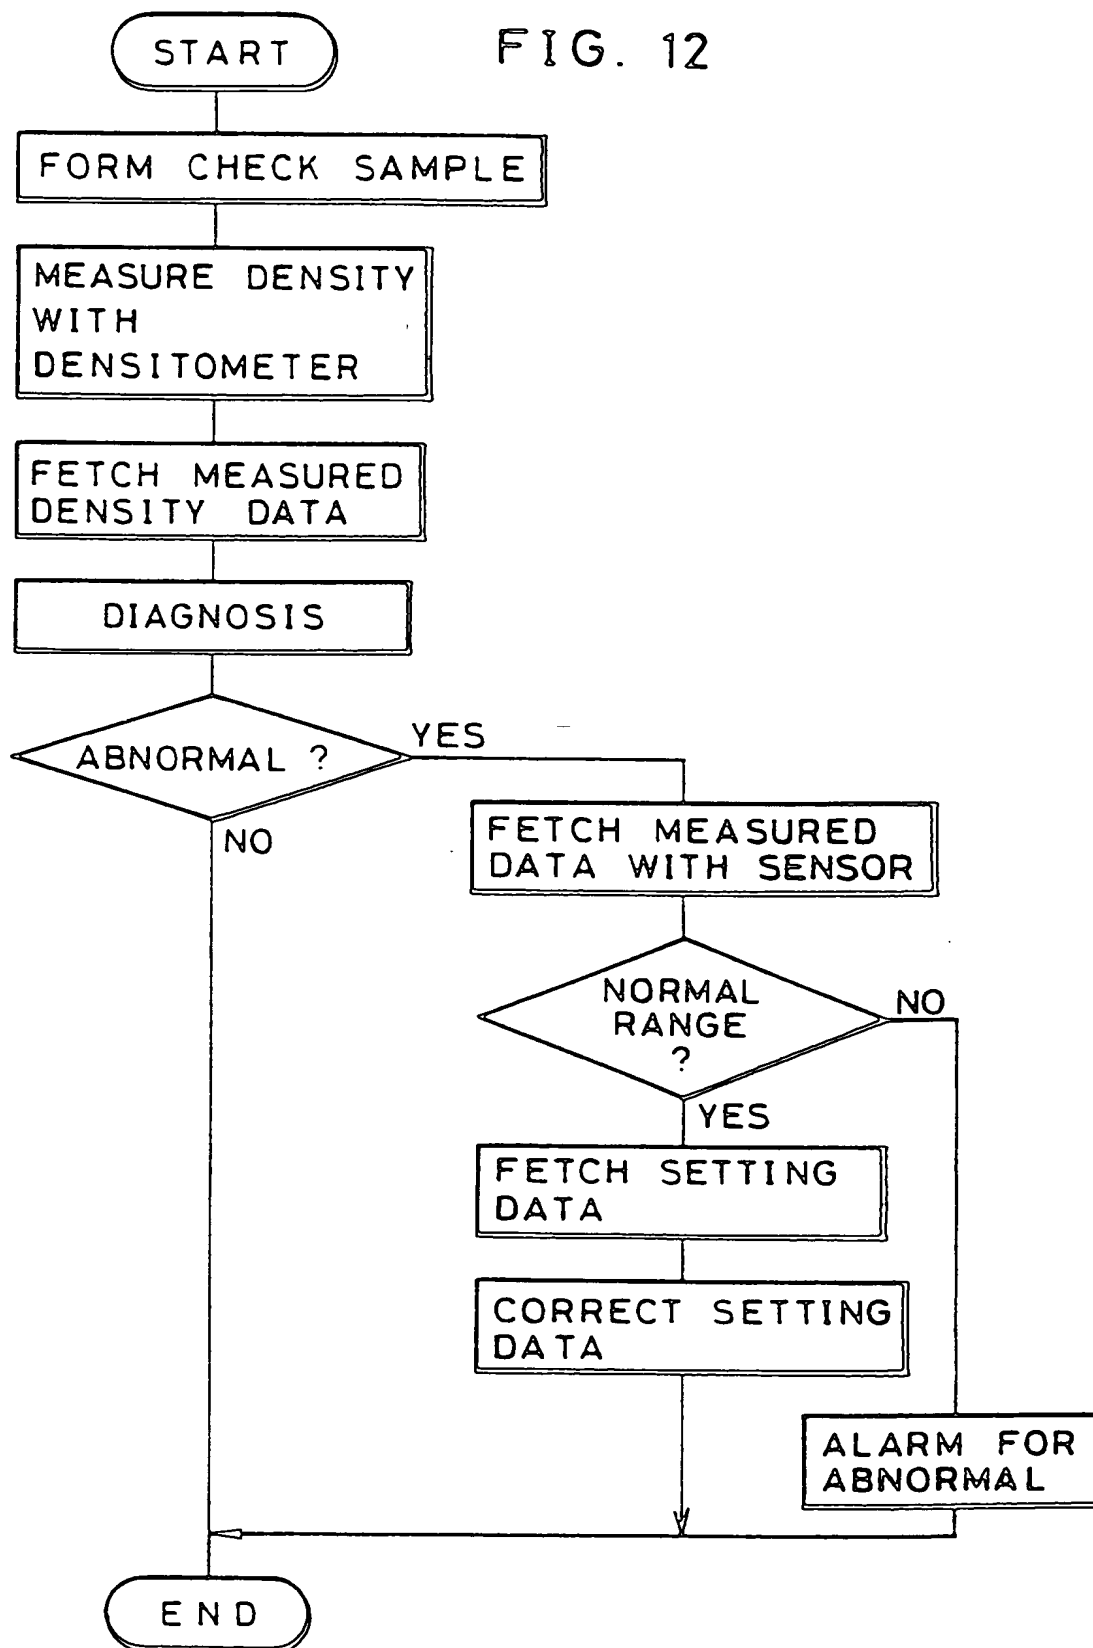 FIG. 12
START
FORM CHECK SAMPLE
MEASURE DENSITY
WITH
DENSITOMETER
FETCH MEASURED
DENSITY DATA
DIAGNOSIS
ABNORMAL ?
YES
NO
FETCH MEASURED
DATA WITH SENSOR
NORMAL
RANGE
?
NO
YES
FETCH SETTING
DATA
CORRECT SETTING
DATA
ALARM FOR
ABNORMAL
END